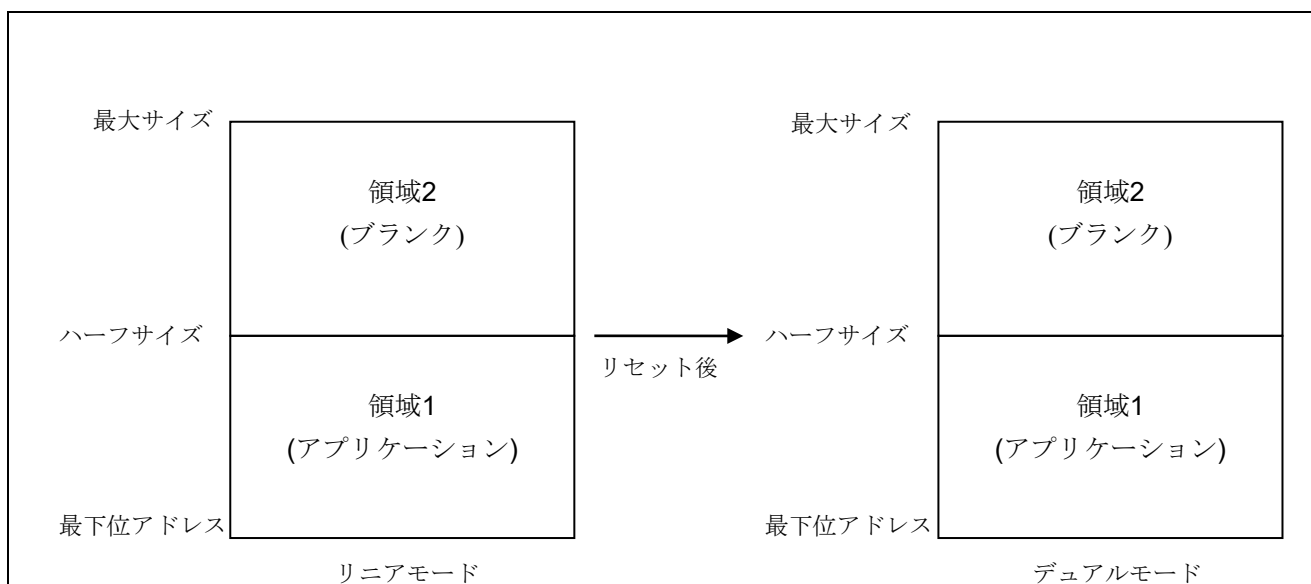 最大サイズ
領域2
(ブランク)
ハーフサイズ
領域1
(アプリケーション)
最下位アドレス
リニアモード
リセット後
最大サイズ
領域2
(ブランク)
ハーフサイズ
領域1
(アプリケーション)
最下位アドレス
デュアルモード